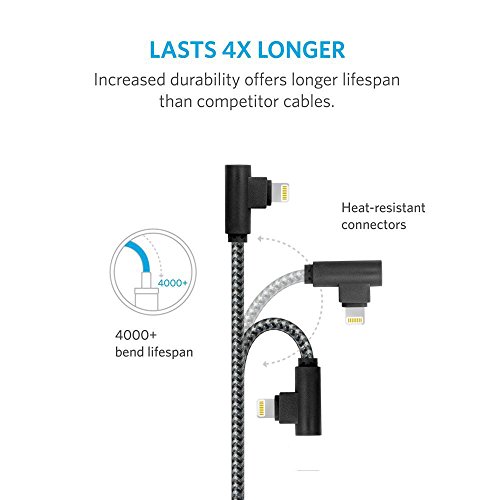 LASTS 4X LONGER
Increased durability offers longer lifespan
than competitor cables.
Heat-resistant
connectors
4000+
4000+
bend lifespan